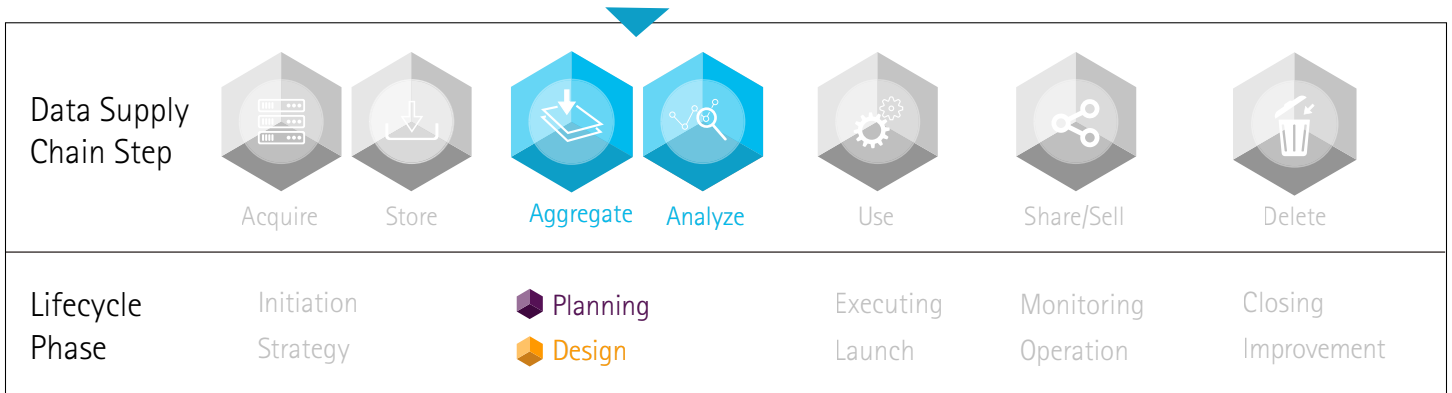 Data Supply
Chain Step
Acquire
Store
Aggregate
Analyze
Use
Share/Sell
Delete
Lifecycle
Phase
Initiation
Strategy
Planning
Design
Executing
Launch
Monitoring
Operation
Closing
Improvement